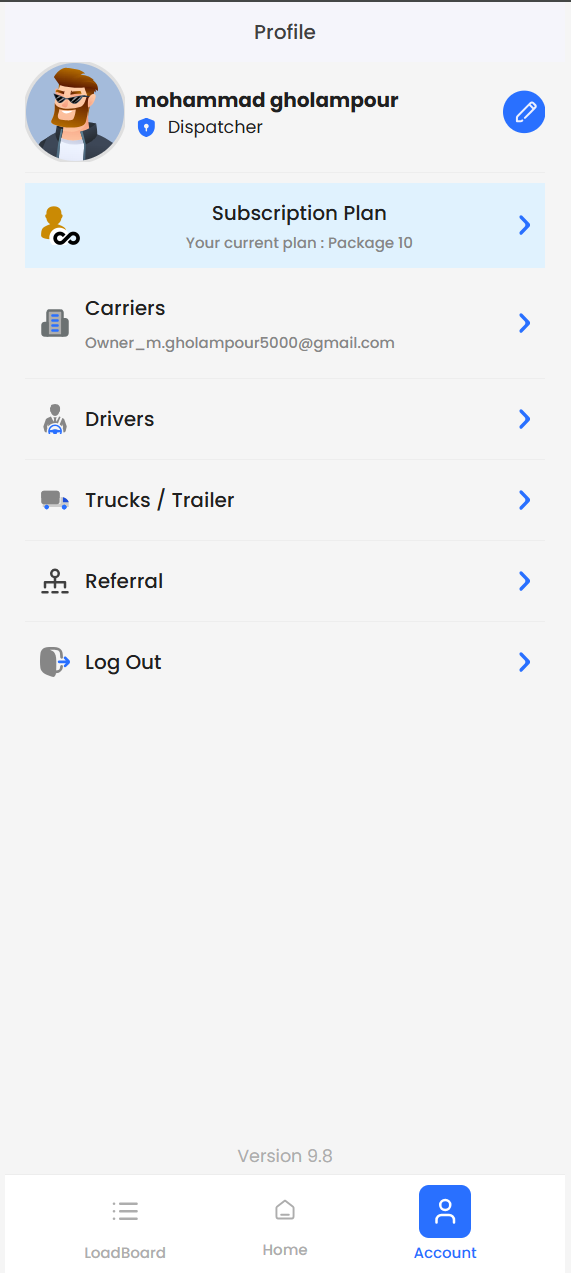 Profile
mohammad gholampour
Dispatcher
Subscription Plan
Your current plan : Package 10
Carriers
Owner_m.gholampour5000@gmail.com
Drivers
Trucks / Trailer
Referral
Log Out
Version 9.8
LoadBoard
Home
Account